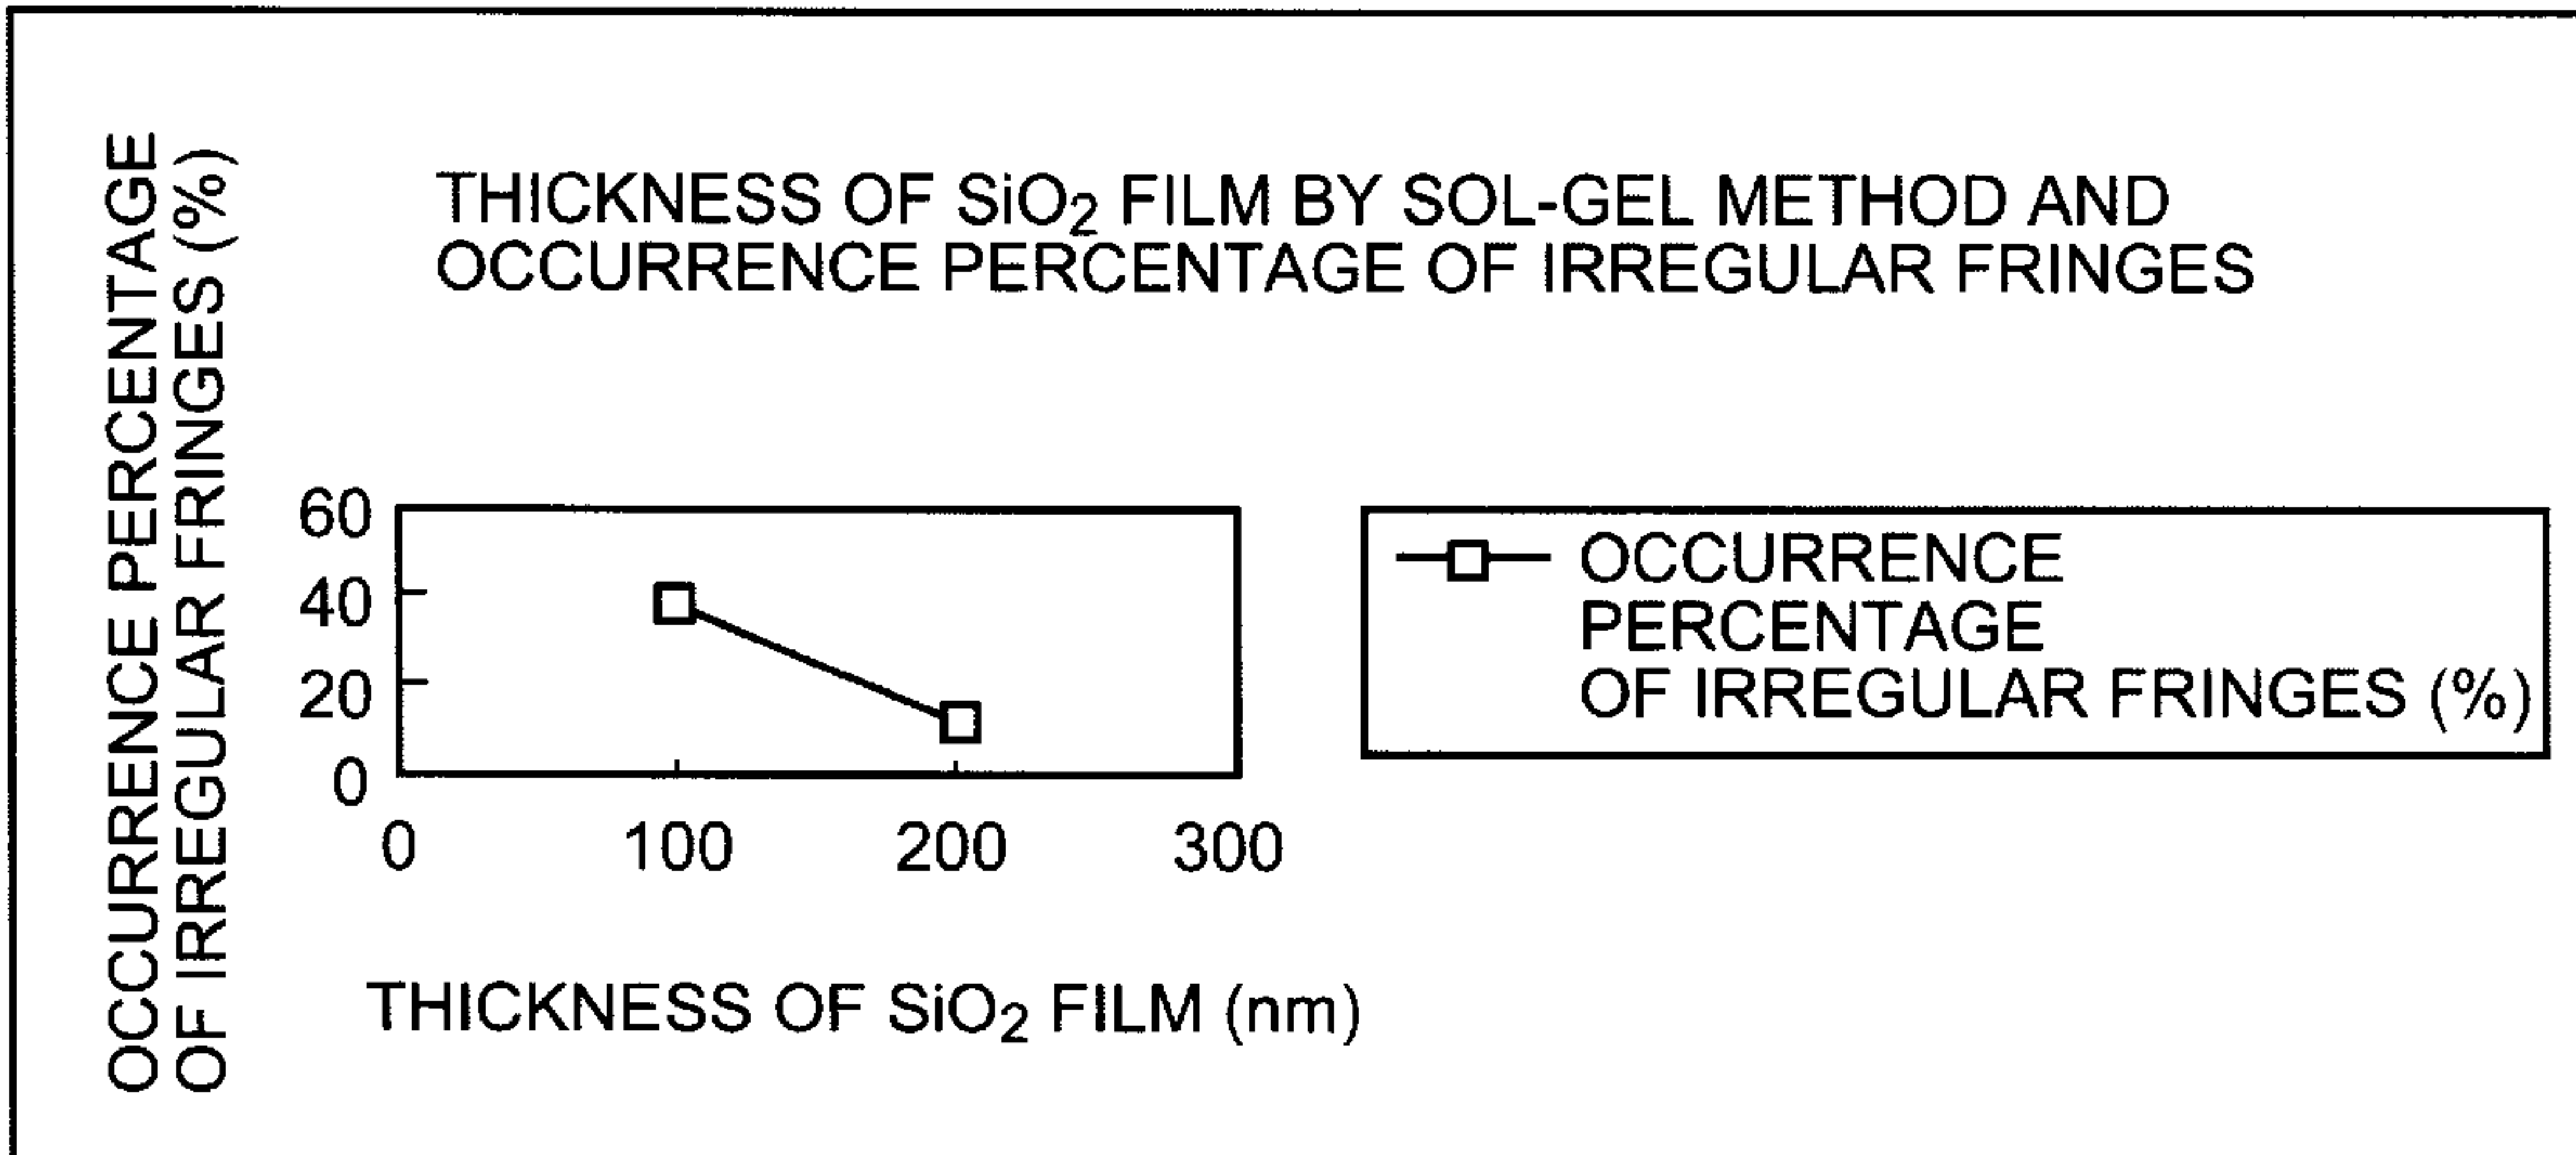 OCCURRENCE PERCENTAGE
OF IRREGULAR FRINGES (%)
THICKNESS OF SiO₂ FILM BY SOL-GEL METHOD AND
OCCURRENCE PERCENTAGE OF IRREGULAR FRINGES
60
40
20
0
0 100 200 300
THICKNESS OF SiO₂ FILM (nm)
OCCURRENCE
PERCENTAGE
OF IRREGULAR FRINGES (%)